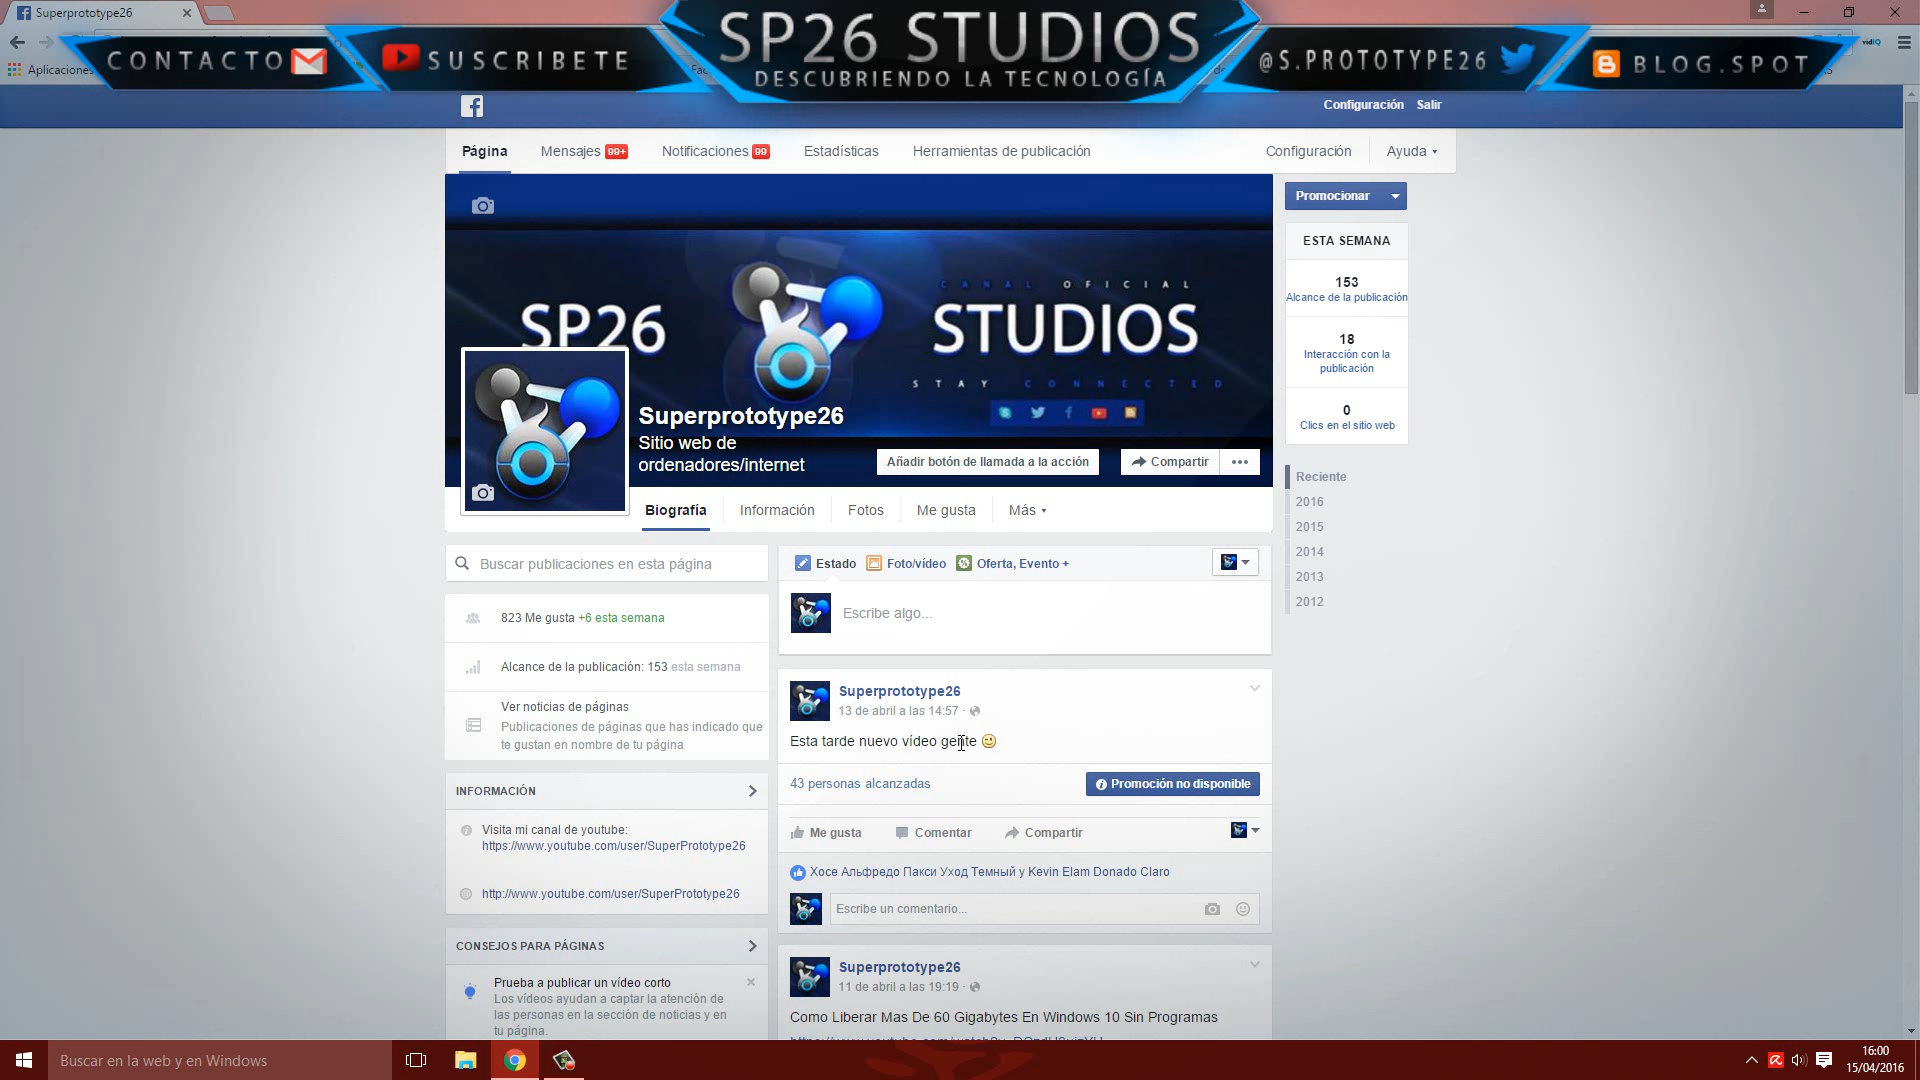 Superprototype26
CONTACTO
SUSCRIBETE
SP26 STUDIOS
DESCUBRIENDO LA TECNOLOGÍA
@S.PROTOTYPE26
BLOG.SPOT
vidIQ
Aplicaciones
Configuración Salir
Página Mensajes 99+ Notificaciones 99 Estadísticas Herramientas de publicación Configuración Ayuda
CANAL OFICIAL
SP26 STUDIOS
STAY CONNECTED
Superprototype26
Sitio web de
ordenadores/internet
Añadir botón de llamada a la acción Compartir
Biografía Información Fotos Me gusta Más
Promocionar
ESTA SEMANA
153
Alcance de la publicación
18
Interacción con la
publicación
0
Clics en el sitio web
Reciente
2016
2015
2014
2013
2012
Buscar publicaciones en esta página
823 Me gusta +6 esta semana
Alcance de la publicación: 153 esta semana
Ver noticias de páginas
Publicaciones de páginas que has indicado que
te gustan en nombre de tu página
INFORMACIÓN
Visita mi canal de youtube:
https://www.youtube.com/user/SuperPrototype26
http://www.youtube.com/user/SuperPrototype26
CONSEJOS PARA PÁGINAS
Prueba a publicar un vídeo corto
Los vídeos ayudan a captar la atención de
las personas en la sección de noticias y en
tu página.
Estado Foto/vídeo Oferta, Evento +
Escribe algo...
Superprototype26
13 de abril a las 14:57 ·
Esta tarde nuevo vídeo gente
43 personas alcanzadas Promoción no disponible
Me gusta Comentar Compartir
Хосе Альфредо Пакси Уход Темный y Kevin Elam Donado Claro
Escribe un comentario...
Superprototype26
11 de abril a las 19:19 ·
Como Liberar Mas De 60 Gigabytes En Windows 10 Sin Programas
Buscar en la web y en Windows
16:00
15/04/2016